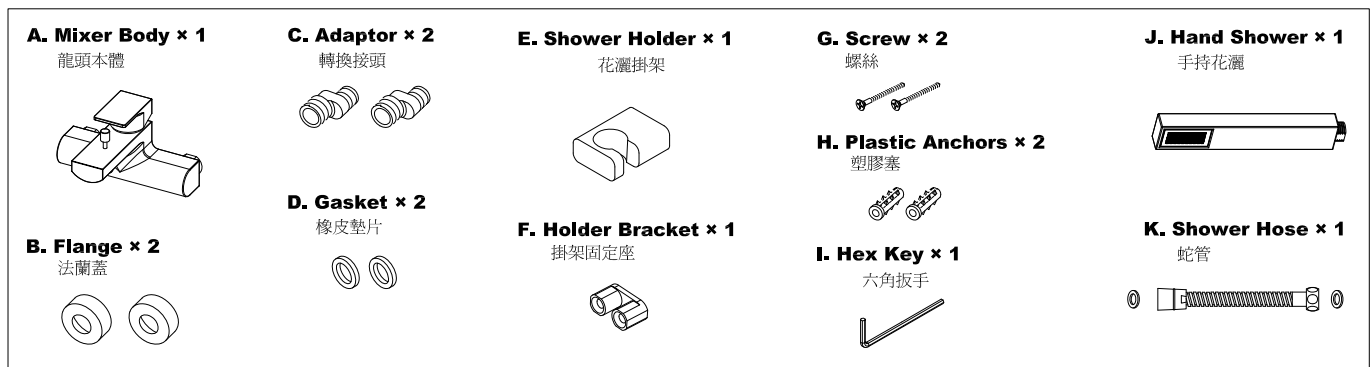 A. Mixer Body × 1
龍頭本體
B. Flange × 2
法蘭蓋
C. Adaptor × 2
轉換接頭
D. Gasket × 2
橡皮墊片
E. Shower Holder × 1
花灑掛架
F. Holder Bracket × 1
掛架固定座
G. Screw × 2
螺絲
H. Plastic Anchors × 2
塑膠塞
I. Hex Key × 1
六角扳手
J. Hand Shower × 1
手持花灑
K. Shower Hose × 1
蛇管